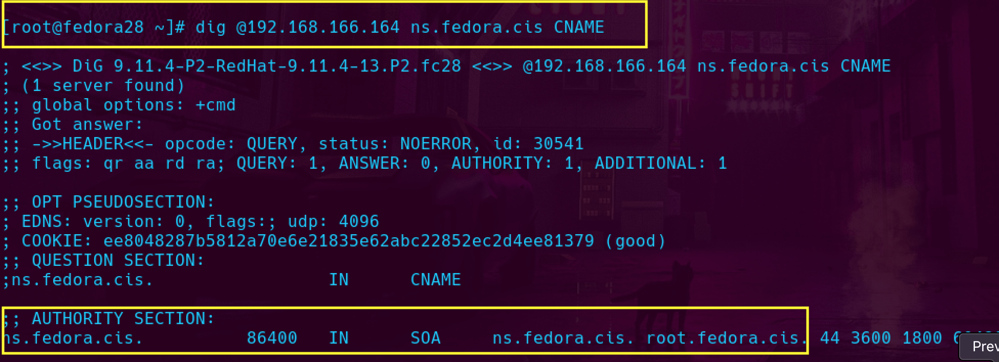 [root@fedora28 ~]# dig @192.168.166.164 ns.fedora.cis CNAME
; <<>> DiG 9.11.4-P2-RedHat-9.11.4-13.P2.fc28 <<>> @192.168.166.164 ns.fedora.cis CNAME
; (1 server found)
;; global options: +cmd
;; Got answer:
;; ->>HEADER<<- opcode: QUERY, status: NOERROR, id: 30541
;; flags: qr aa rd ra; QUERY: 1, ANSWER: 0, AUTHORITY: 1, ADDITIONAL: 1
;; OPT PSEUDOSECTION:
; EDNS: version: 0, flags:; udp: 4096
; COOKIE: ee8048287b5812a70e6e21835e62abc22852ec2d4ee81379 (good)
;; QUESTION SECTION:
;ns.fedora.cis. IN CNAME
;; AUTHORITY SECTION:
ns.fedora.cis. 86400 IN SOA ns.fedora.cis. root.fedora.cis. 44 3600 1800